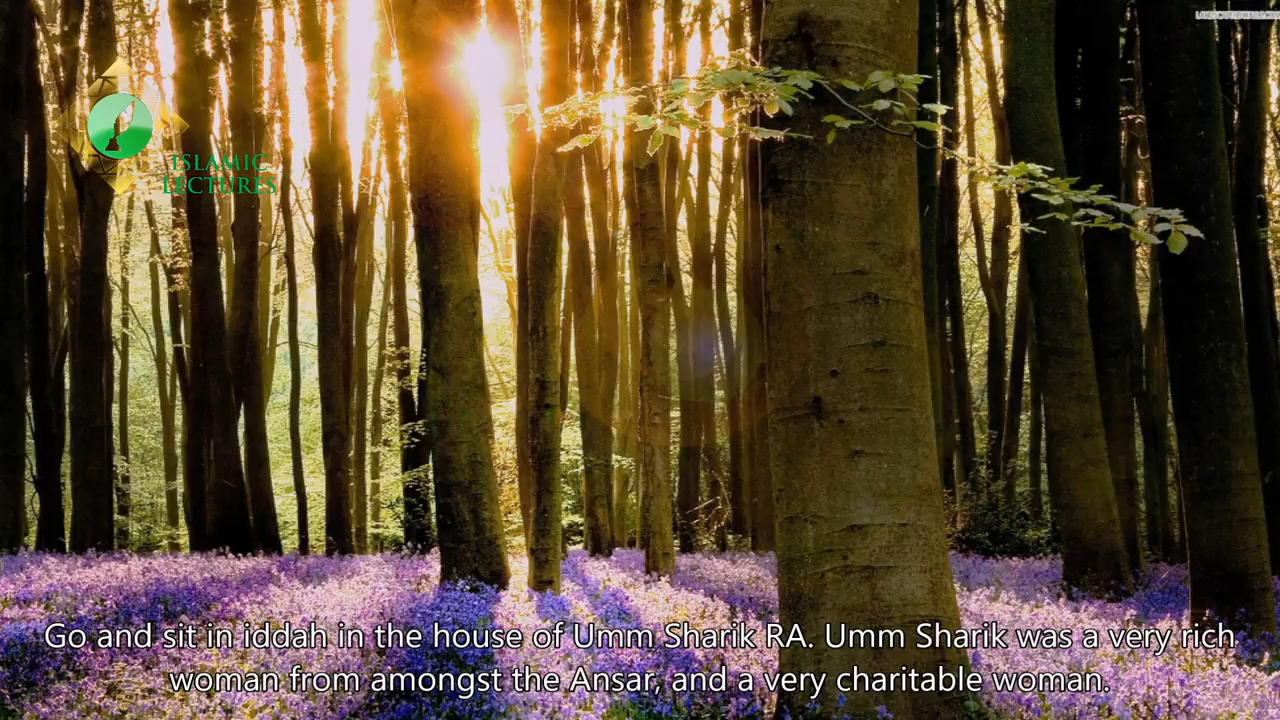 ISLAMIC
LECTURES
Go and sit in iddah in the house of Umm Sharik RA. Umm Sharik was a very rich
woman from amongst the Ansar, and a very charitable woman.